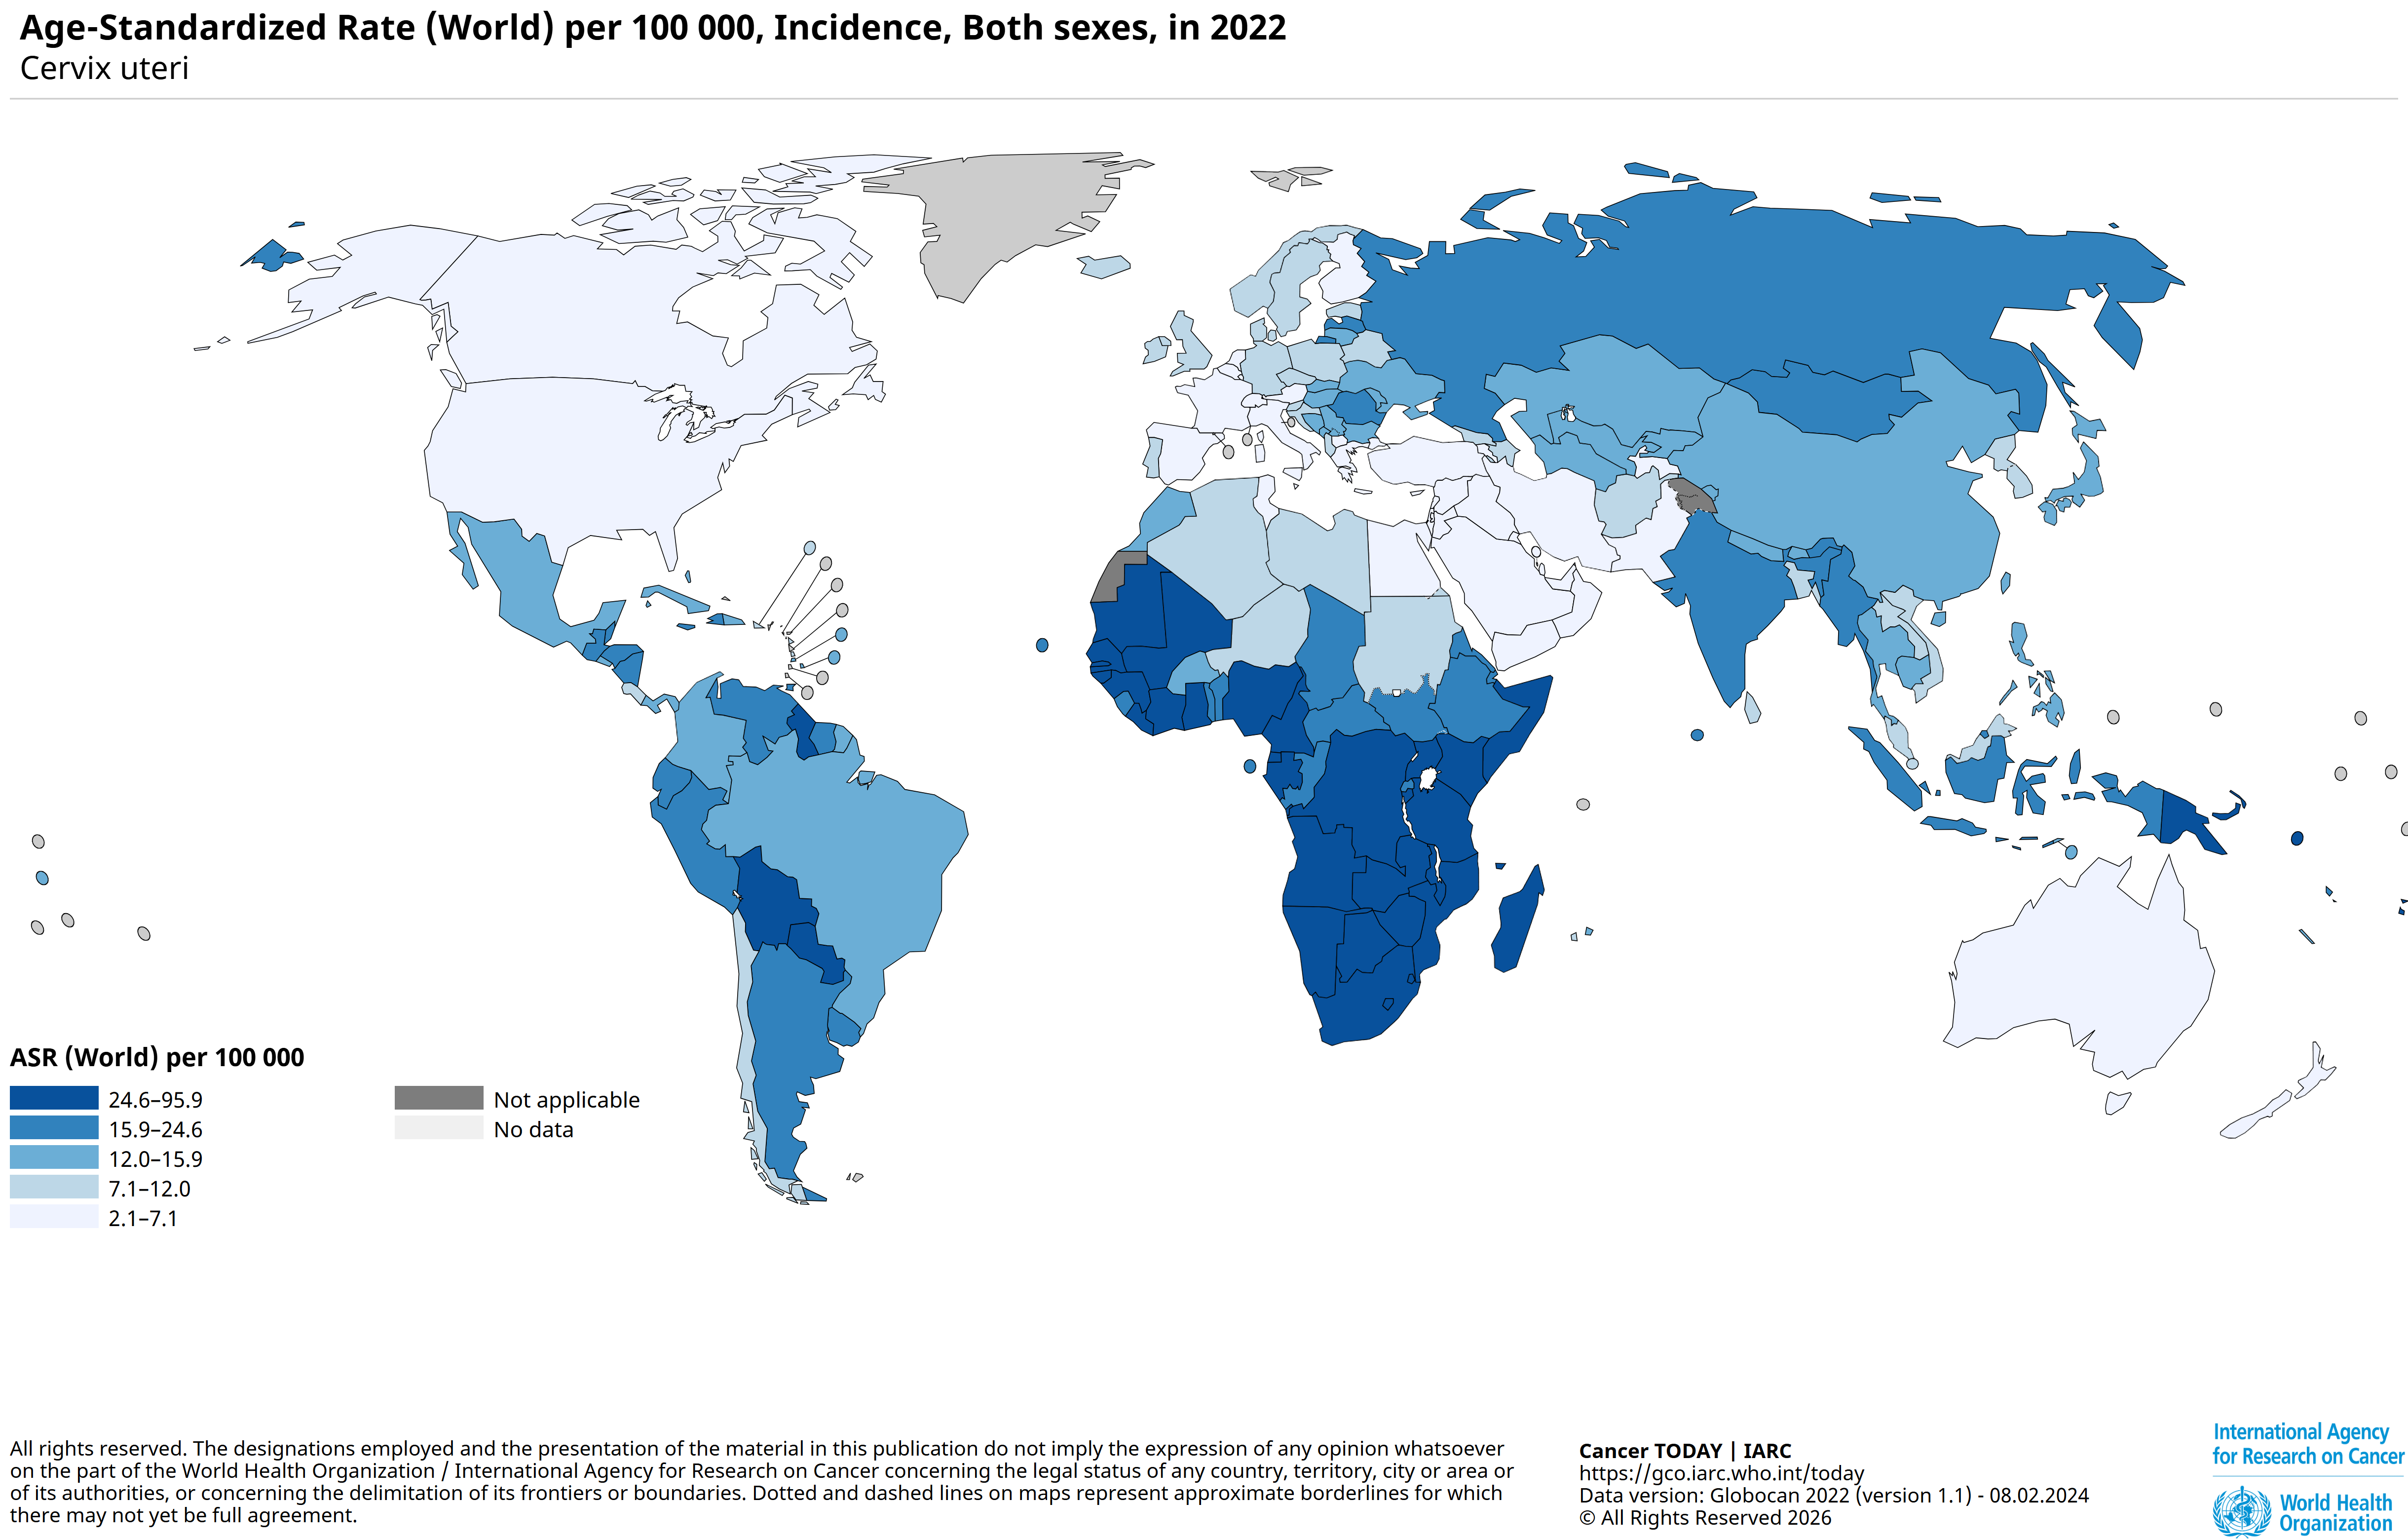 Age-Standardized Rate (World) per 100 000, Incidence, Both sexes, in 2022
Cervix uteri
ASR (World) per 100 000
24.6–95.9
15.9–24.6
12.0–15.9
7.1–12.0
2.1–7.1
Not applicable
No data
All rights reserved. The designations employed and the presentation of the material in this publication do not imply the expression of any opinion whatsoever
on the part of the World Health Organization / International Agency for Research on Cancer concerning the legal status of any country, territory, city or area or
of its authorities, or concerning the delimitation of its frontiers or boundaries. Dotted and dashed lines on maps represent approximate borderlines for which
there may not yet be full agreement.
Cancer TODAY | IARC
https://gco.iarc.who.int/today
Data version: Globocan 2022 (version 1.1) - 08.02.2024
© All Rights Reserved 2026
International Agency
for Research on Cancer
World Health
Organization